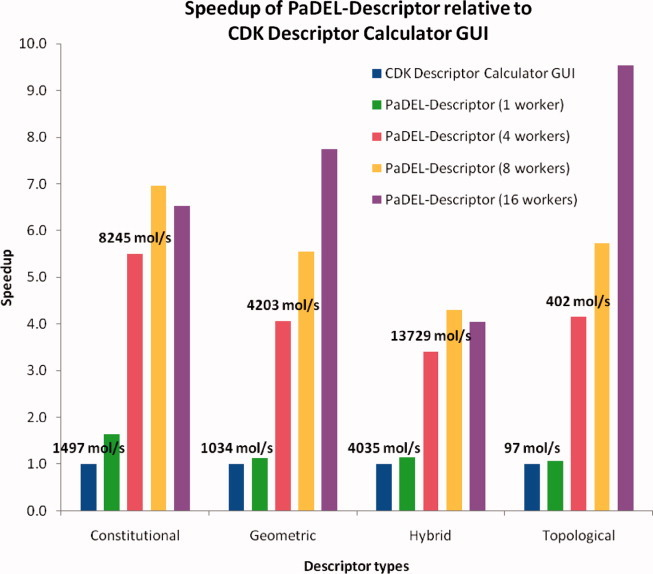 Speedup of PaDEL-Descriptor relative to
CDK Descriptor Calculator GUI
10.0
9.0
8.0
7.0
6.0
5.0
4.0
3.0
2.0
1.0
0.0
Speedup
CDK Descriptor Calculator GUI
PaDEL-Descriptor (1 worker)
PaDEL-Descriptor (4 workers)
PaDEL-Descriptor (8 workers)
PaDEL-Descriptor (16 workers)
1497 mol/s
8245 mol/s
1034 mol/s
4203 mol/s
4035 mol/s
13729 mol/s
97 mol/s
402 mol/s
Constitutional
Geometric
Hybrid
Topological
Descriptor types